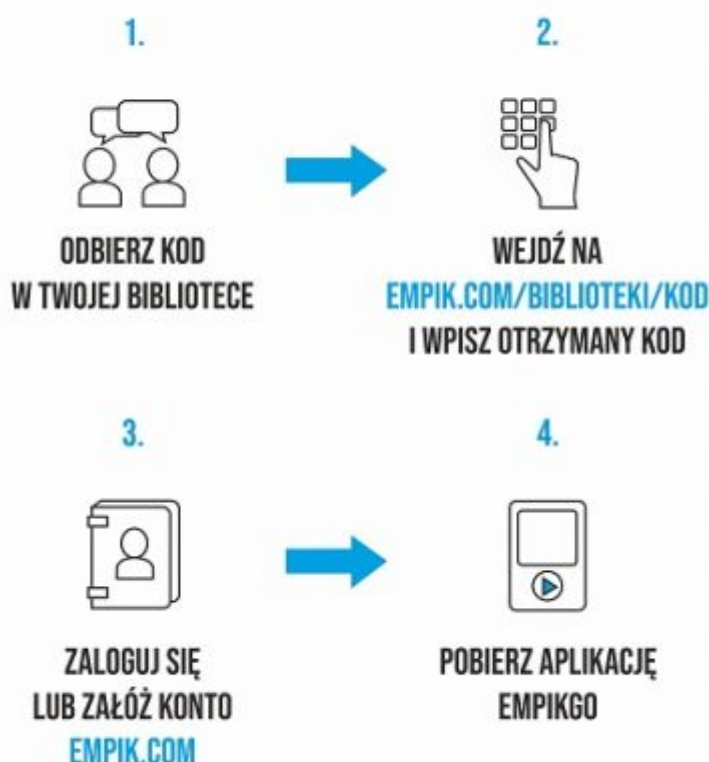 1.
ODBIERZ KOD
W TWOJEJ BIBLIOTECE
2.
WEJDŹ NA
EMPIK.COM/BIBLIOTEKI/KOD
I WPISZ OTRZYMANY KOD
3.
ZALOGUJ SIĘ
LUB ZAŁÓŻ KONTO
EMPIK.COM
4.
POBIERZ APLIKACJĘ
EMPIKGO